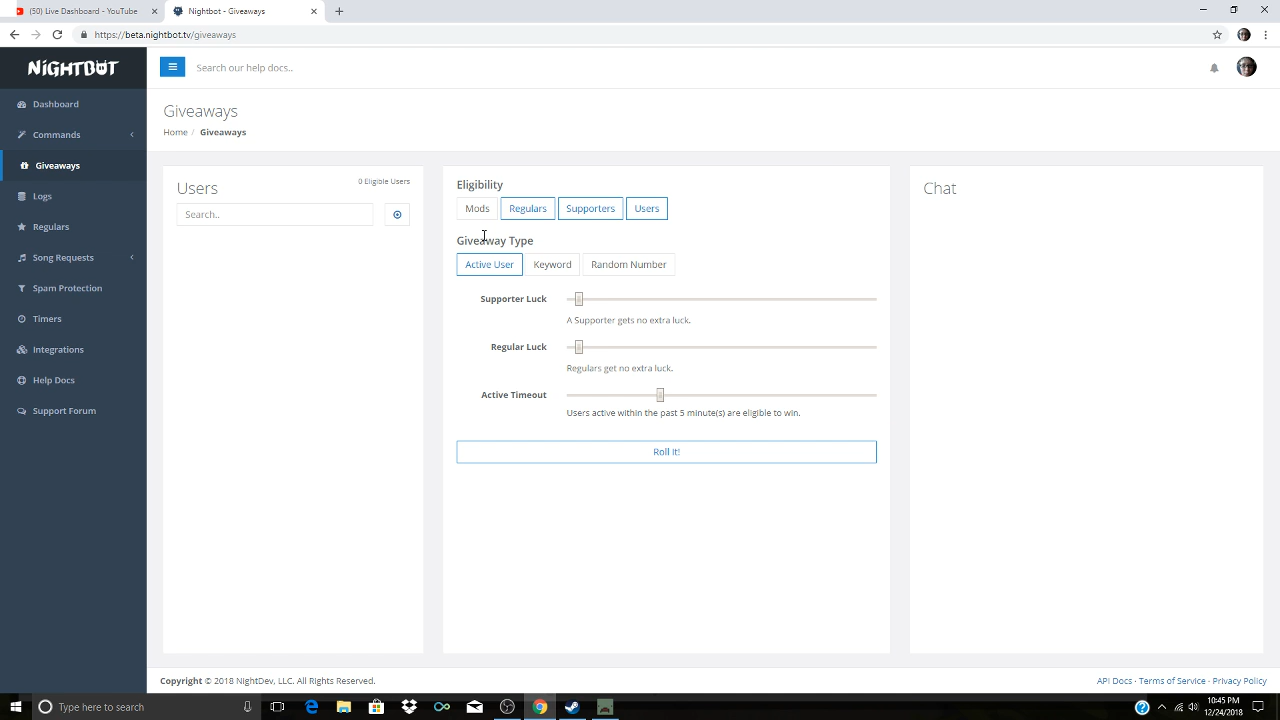 (50) Live Dashboard - YouTube
Nightbot - Giveaways
https://beta.nightbot.tv/giveaways
NiGHTBOT
Search our help docs..
Dashboard
Commands
Giveaways
Logs
Regulars
Song Requests
Spam Protection
Timers
Integrations
Help Docs
Support Forum
Giveaways
Home / Giveaways
Users
0 Eligible Users
Search..
Eligibility
Mods Regulars Supporters Users
Giveaway Type
Active User Keyword Random Number
Supporter Luck
A Supporter gets no extra luck.
Regular Luck
Regulars get no extra luck.
Active Timeout
Users active within the past 5 minute(s) are eligible to win.
Roll It!
Chat
Copyright © 2018 NightDev, LLC. All Rights Reserved.
API Docs · Terms of Service · Privacy Policy
Type here to search
10:45 PM
12/24/2018